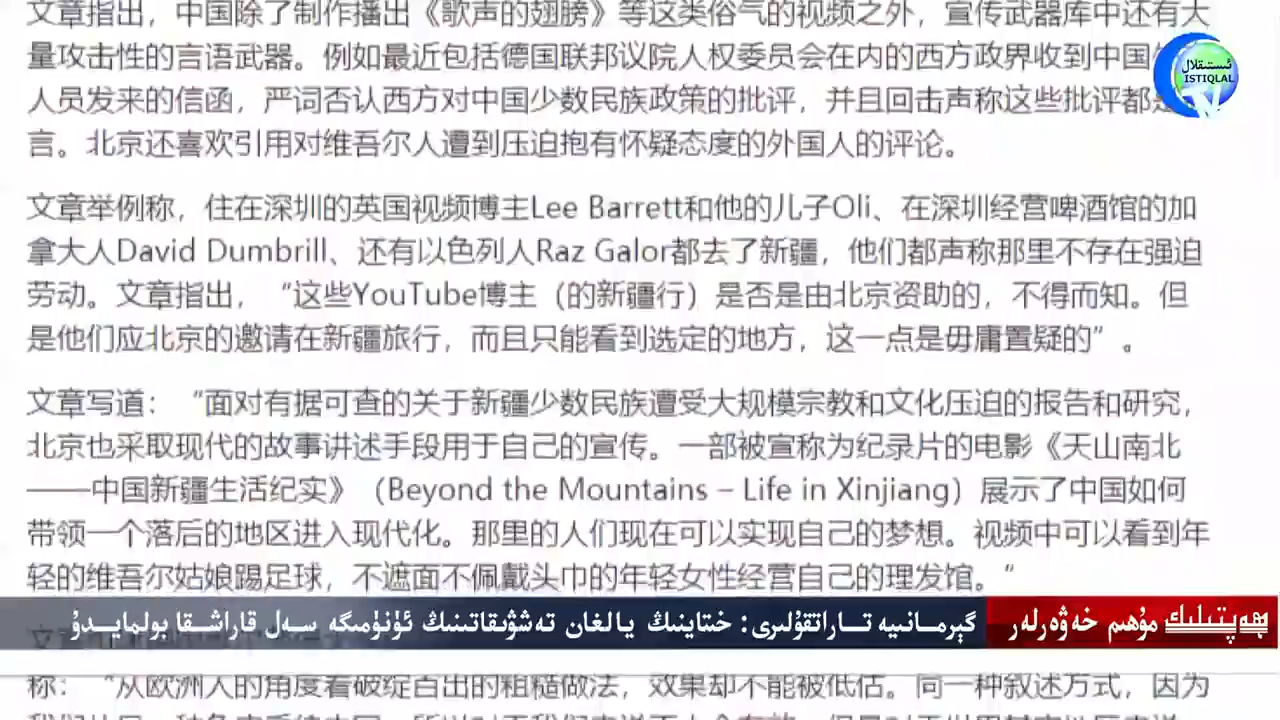 文章指出，中国除了制作播出《歌声的翅膀》等这类俗气的视频之外，宣传武器库中还有大
量攻击性的言语武器。例如最近包括德国联邦议院人权委员会在内的西方政界收到中国
人员发来的信函，严词否认西方对中国少数民族政策的批评，并且回击声称这些批评都是
言。北京还喜欢引用对维吾尔人遭到压迫抱有怀疑态度的外国人的评论。
ئىستىقلال
ISTIQLAL
TV
文章举例称，住在深圳的英国视频博主Lee Barrett和他的儿子Oli、在深圳经营啤酒馆的加
拿大人David Dumbrill、还有以色列人Raz Galor都去了新疆，他们都声称那里不存在强迫
劳动。文章指出，“这些YouTube博主（的新疆行）是否是由北京资助的，不得而知。但
是他们应北京的邀请在新疆旅行，而且只能看到选定的地方，这一点是毋庸置疑的”。
文章写道：“面对有据可查的关于新疆少数民族遭受大规模宗教和文化压迫的报告和研究，
北京也采取现代的故事讲述手段用于自己的宣传。一部被宣称为纪录片的电影《天山南北
——中国新疆生活纪实》（Beyond the Mountains – Life in Xinjiang）展示了中国如何
带领一个落后的地区进入现代化。那里的人们现在可以实现自己的梦想。视频中可以看到年
轻的维吾尔姑娘踢足球，不遮面不佩戴头巾的年轻女性经营自己的理发馆。”
ھەپتىلىك مۇھىم خەۋەرلەر
گېرمانىيە تاراتقۇلىرى: خىتاينىڭ يالغان تەشۋىقاتىنىڭ ئۈنۈمىگە سەل قاراشقا بولمايدۇ
称：“从欧洲人的角度看破绽百出的粗糙做法，效果却不能被低估。同一种叙述方式，因为